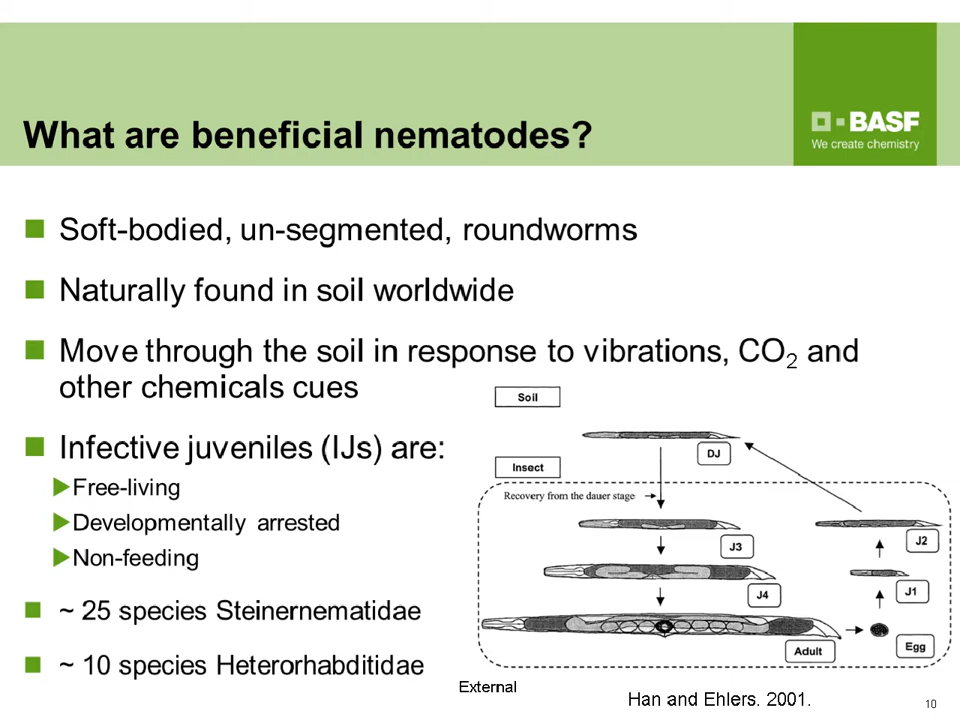 What are beneficial nematodes?
BASF
We create chemistry
Soft-bodied, un-segmented, roundworms
Naturally found in soil worldwide
Move through the soil in response to vibrations, CO2 and
other chemicals cues
Infective juveniles (IJs) are:
Free-living
Developmentally arrested
Non-feeding
~ 25 species Steinernematidae
~ 10 species Heterorhabditidae
Soil
DJ
Insect
Recovery from the dauer stage
J3
J2
J4
J1
Adult
Egg
External
Han and Ehlers. 2001.
10